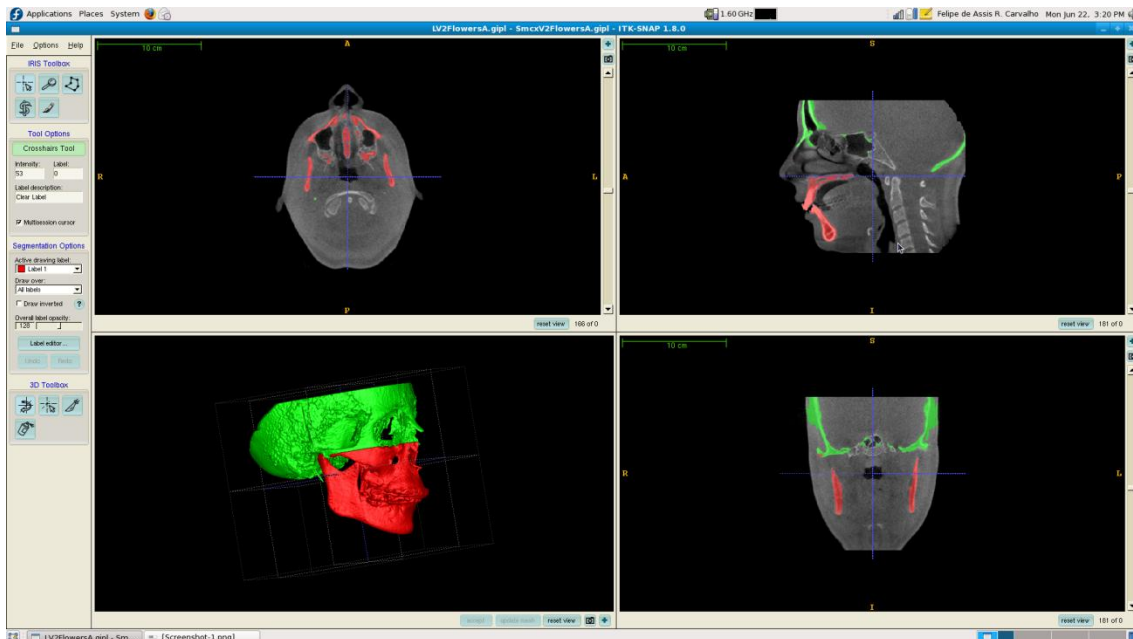 Applications Places System
1.60 GHz
Felipe de Assis R. Carvalho Mon Jun 22, 3:20 PM
LV2FlowersA.gipl - SmcxV2FlowersA.gipl - ITK-SNAP 1.8.0
File Options Help
IRIS Toolbox
Tool Options
Crosshairs Tool
Intensity: Label:
53 0
Label description:
Clear Label
Multisession cursor
Segmentation Options
Active drawing label:
Label 1
Draw over:
All labels
Draw inverted ?
Overall label opacity:
128
Label editor ...
Undo Redo
3D Toolbox
10 cm
A
R
L
P
reset view 166 of 0
10 cm
S
A
P
I
reset view 181 of 0
accept update mesh reset view
10 cm
S
R
L
I
reset view 181 of 0
LV2FlowersA.gipl - Sm...
[Screenshot-1.png]